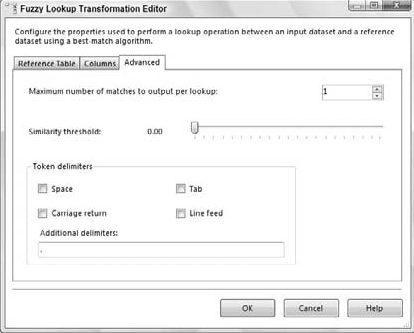 Fuzzy Lookup Transformation Editor
Configure the properties used to perform a lookup operation between an input dataset and a reference
dataset using a best-match algorithm.
Reference Table Columns Advanced
Maximum number of matches to output per lookup: 1
Similarity threshold: 0.00
Token delimiters
Space Tab
Carriage return Line feed
Additional delimiters:
OK Cancel Help